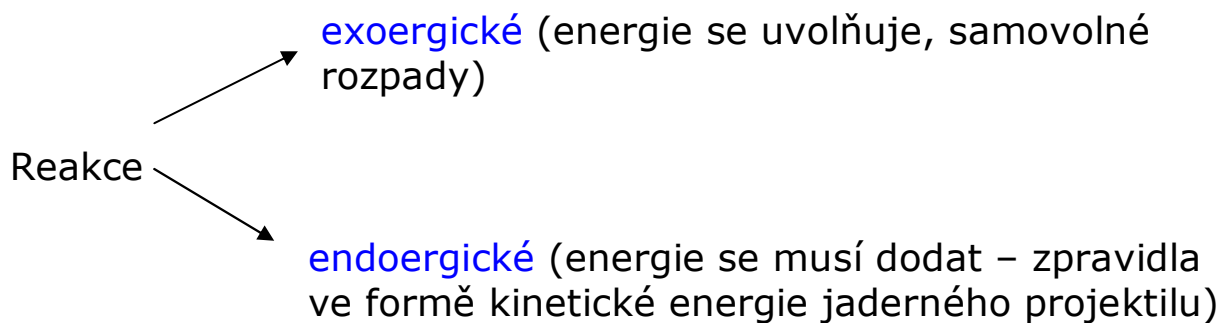 exoergické (energie se uvolňuje, samovolné
rozpady)
Reakce
endoergické (energie se musí dodat – zpravidla
ve formě kinetické energie jaderného projektilu)